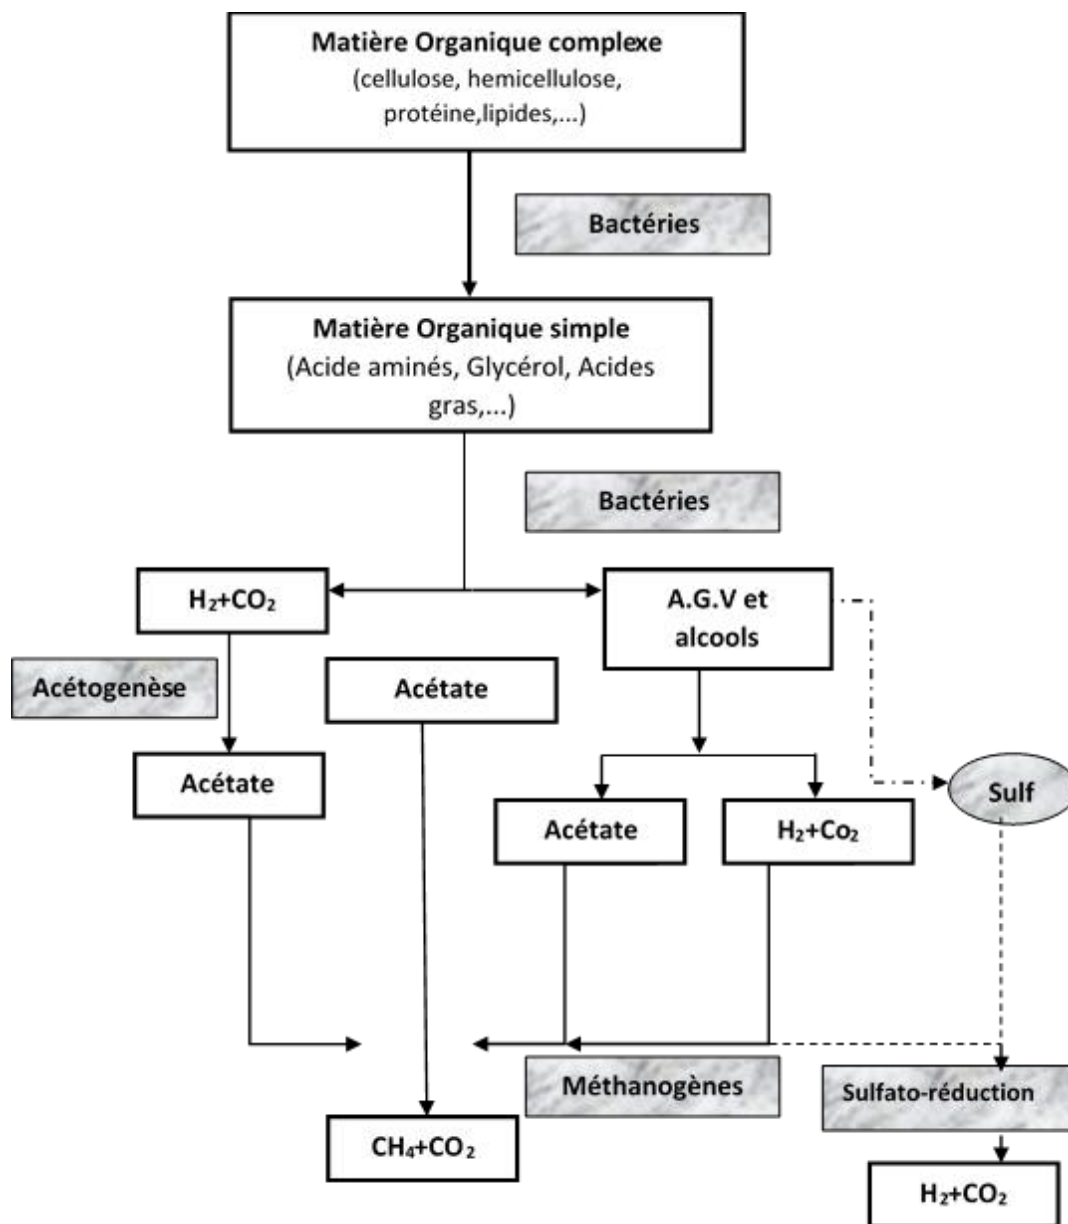 Matière Organique complexe
(cellulose, hemicellulose,
protéine,lipides,...)
Bactéries
Matière Organique simple
(Acide aminés, Glycérol, Acides
gras,...)
Bactéries
H₂+CO₂
A.G.V et
alcools
Acétogenèse
Acétate
Acétate
Sulf
Acétate
H₂+Co₂
Méthanogènes
Sulfato-réduction
CH₄+CO₂
H₂+CO₂